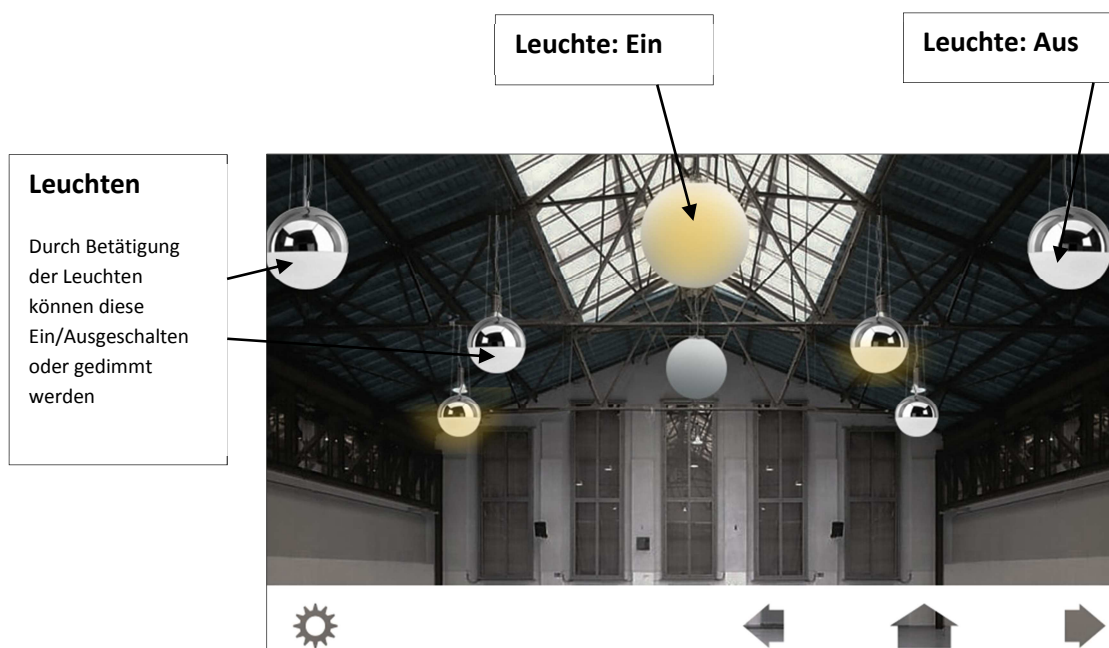 Leuchte: Ein
Leuchte: Aus
Leuchten
Durch Betätigung
der Leuchten
können diese
Ein/Ausgeschalten
oder gedimmt
werden